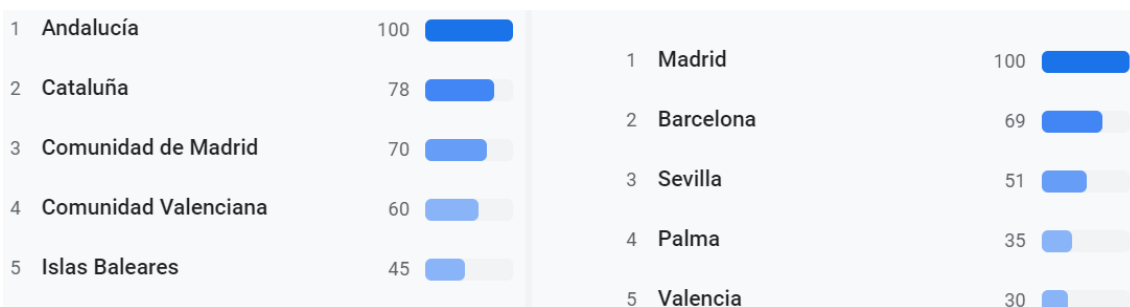 1 Andalucía 100
2 Cataluña 78
3 Comunidad de Madrid 70
4 Comunidad Valenciana 60
5 Islas Baleares 45
1 Madrid 100
2 Barcelona 69
3 Sevilla 51
4 Palma 35
5 Valencia 30